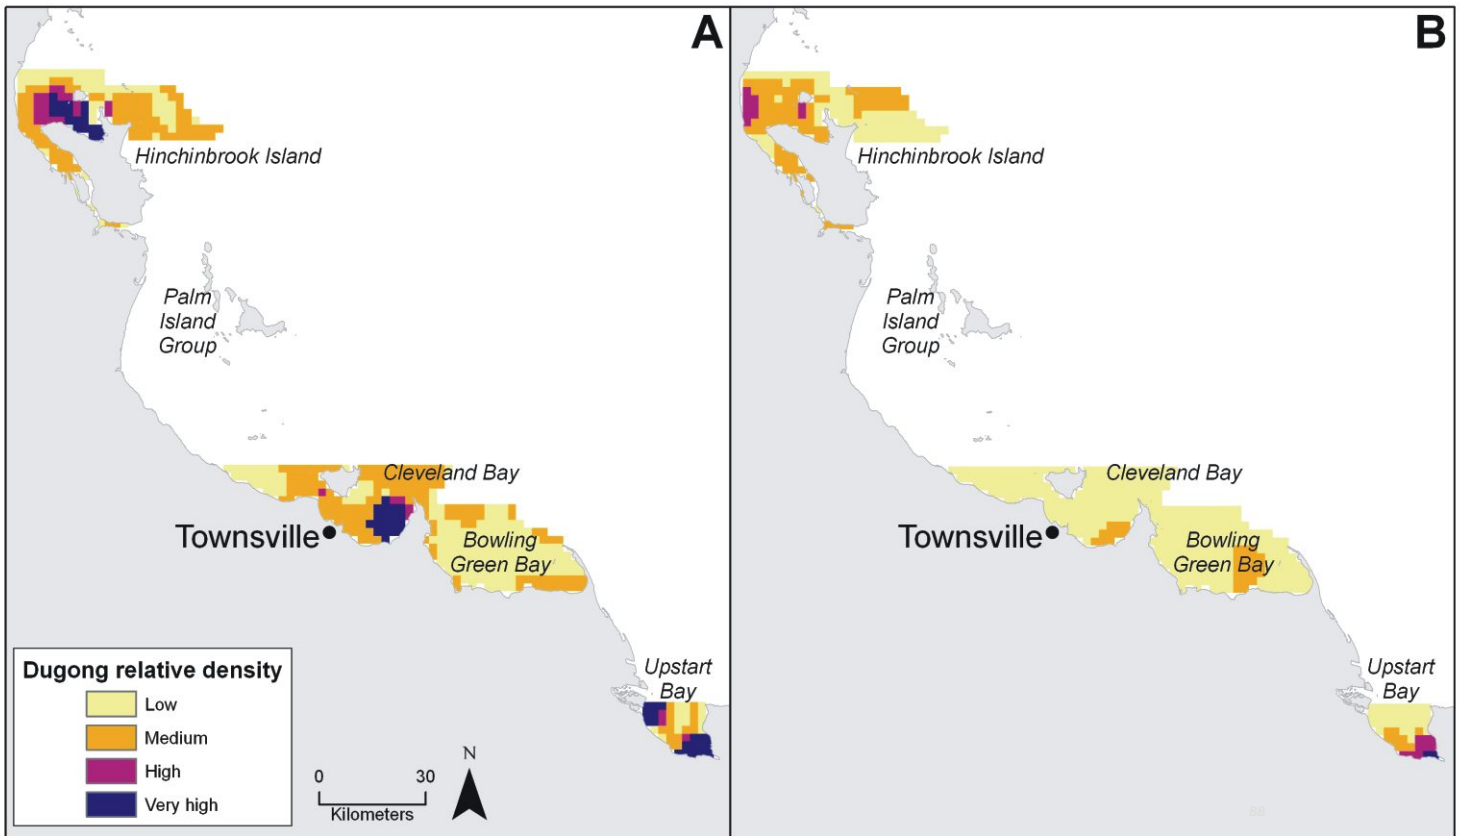 A
Hinchinbrook Island
Palm
Island
Group
Cleveland Bay
Townsville
Bowling
Green Bay
Upstart
Bay
Dugong relative density
Low
Medium
High
Very high
0 30
Kilometers
N
B
Hinchinbrook Island
Palm
Island
Group
Cleveland Bay
Townsville
Bowling
Green Bay
Upstart
Bay